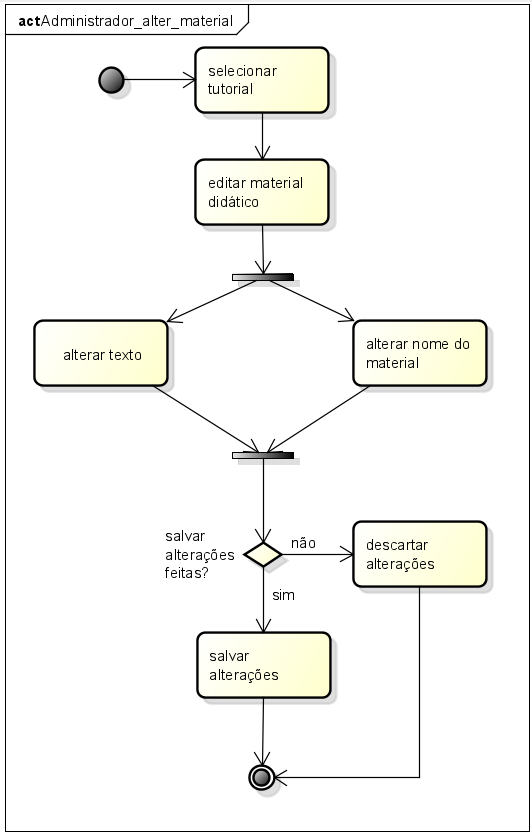 actAdministrador_alter_material
selecionar
tutorial
editar material
didático
alterar texto
alterar nome do
material
salvar
alterações
feitas?
não
descartar
alterações
sim
salvar
alterações